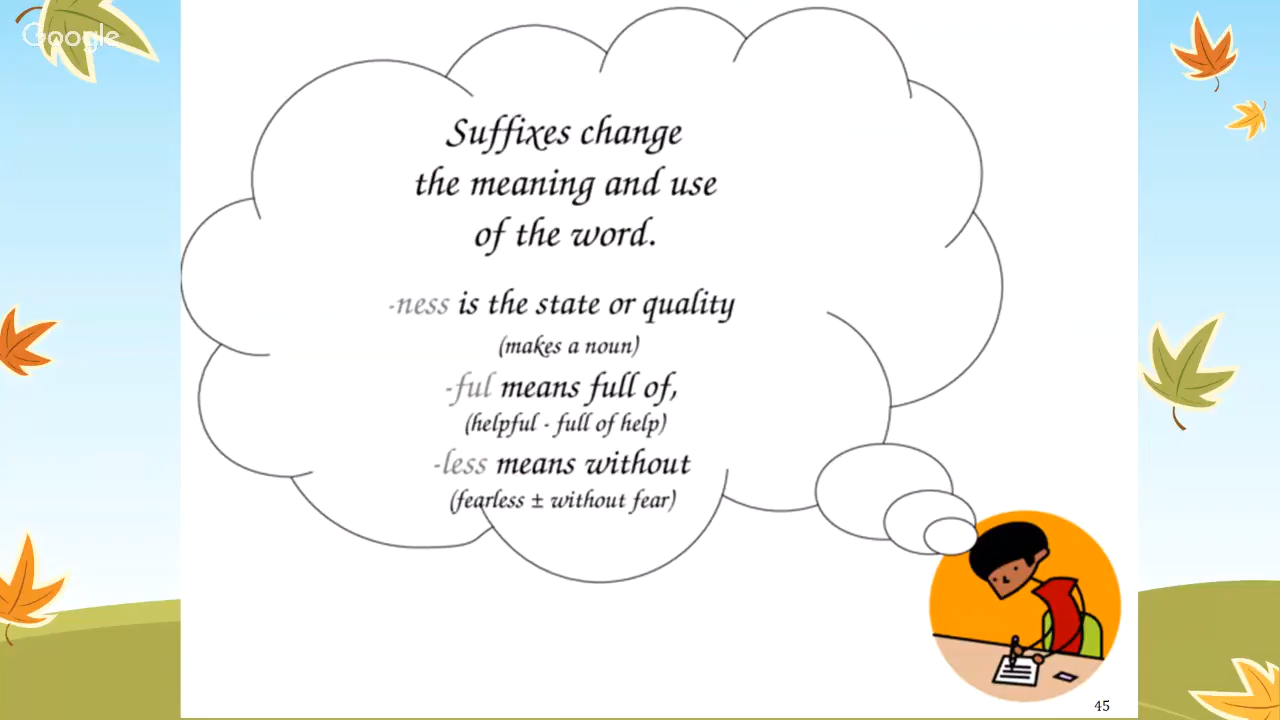 Google
Suffixes change
the meaning and use
of the word.
-ness is the state or quality
(makes a noun)
-ful means full of,
(helpful - full of help)
-less means without
(fearless ± without fear)
45